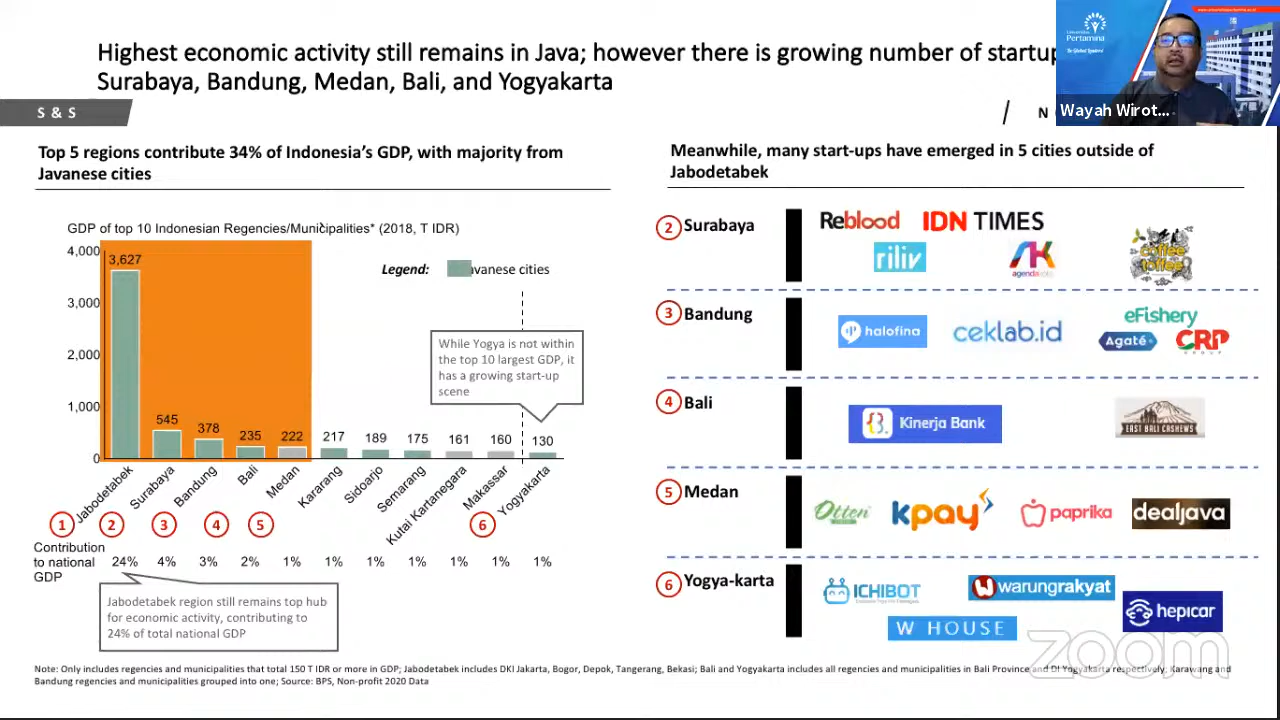 Highest economic activity still remains in Java; however there is growing number of startup
Surabaya, Bandung, Medan, Bali, and Yogyakarta
S & S
Universitas
Pertamina
Wayah Wirot...
Top 5 regions contribute 34% of Indonesia's GDP, with majority from
Javanese cities
GDP of top 10 Indonesian Regencies/Municipalities* (2018, T IDR)
Legend:
avanese cities
4,000
3,000
2,000
1,000
0
3,627
545
378
235
222
217
189
175
161
160
130
While Yogya is not within
the top 10 largest GDP, it
has a growing start-up
scene
Jabodetabek
Surabaya
Bandung
Bali
Medan
Kararang
Sidoarjo
Semarang
Kutai Kartanegara
Makassar
Yogyakarta
1
2
3
4
5
6
Contribution
to national
GDP
24% 4% 3% 2% 1% 1% 1% 1% 1% 1% 1%
Jabodetabek region still remains top hub
for economic activity, contributing to
24% of total national GDP
Meanwhile, many start-ups have emerged in 5 cities outside of
Jabodetabek
2 Surabaya
Reblood IDN TIMES
riliv AK coffee toffee
agendakota
3 Bandung
halofina ceklab.id eFishery
Agate CRP
GROUP
4 Bali
Kinerja Bank EAST BALI CASHEWS
5 Medan
Otten kpay paprika dealjava
6 Yogya-karta
ICHIBOT warungrakyat hepicar
W HOUSE
zoom
Note: Only includes regencies and municipalities that total 150 T IDR or more in GDP; Jabodetabek includes DKI Jakarta, Bogor, Depok, Tangerang, Bekasi; Bali and Yogyakarta includes all regencies and municipalities in Bali Province and DI Yogyakarta respectively; Karawang and
Bandung regencies and municipalities grouped into one; Source: BPS, Non-profit 2020 Data